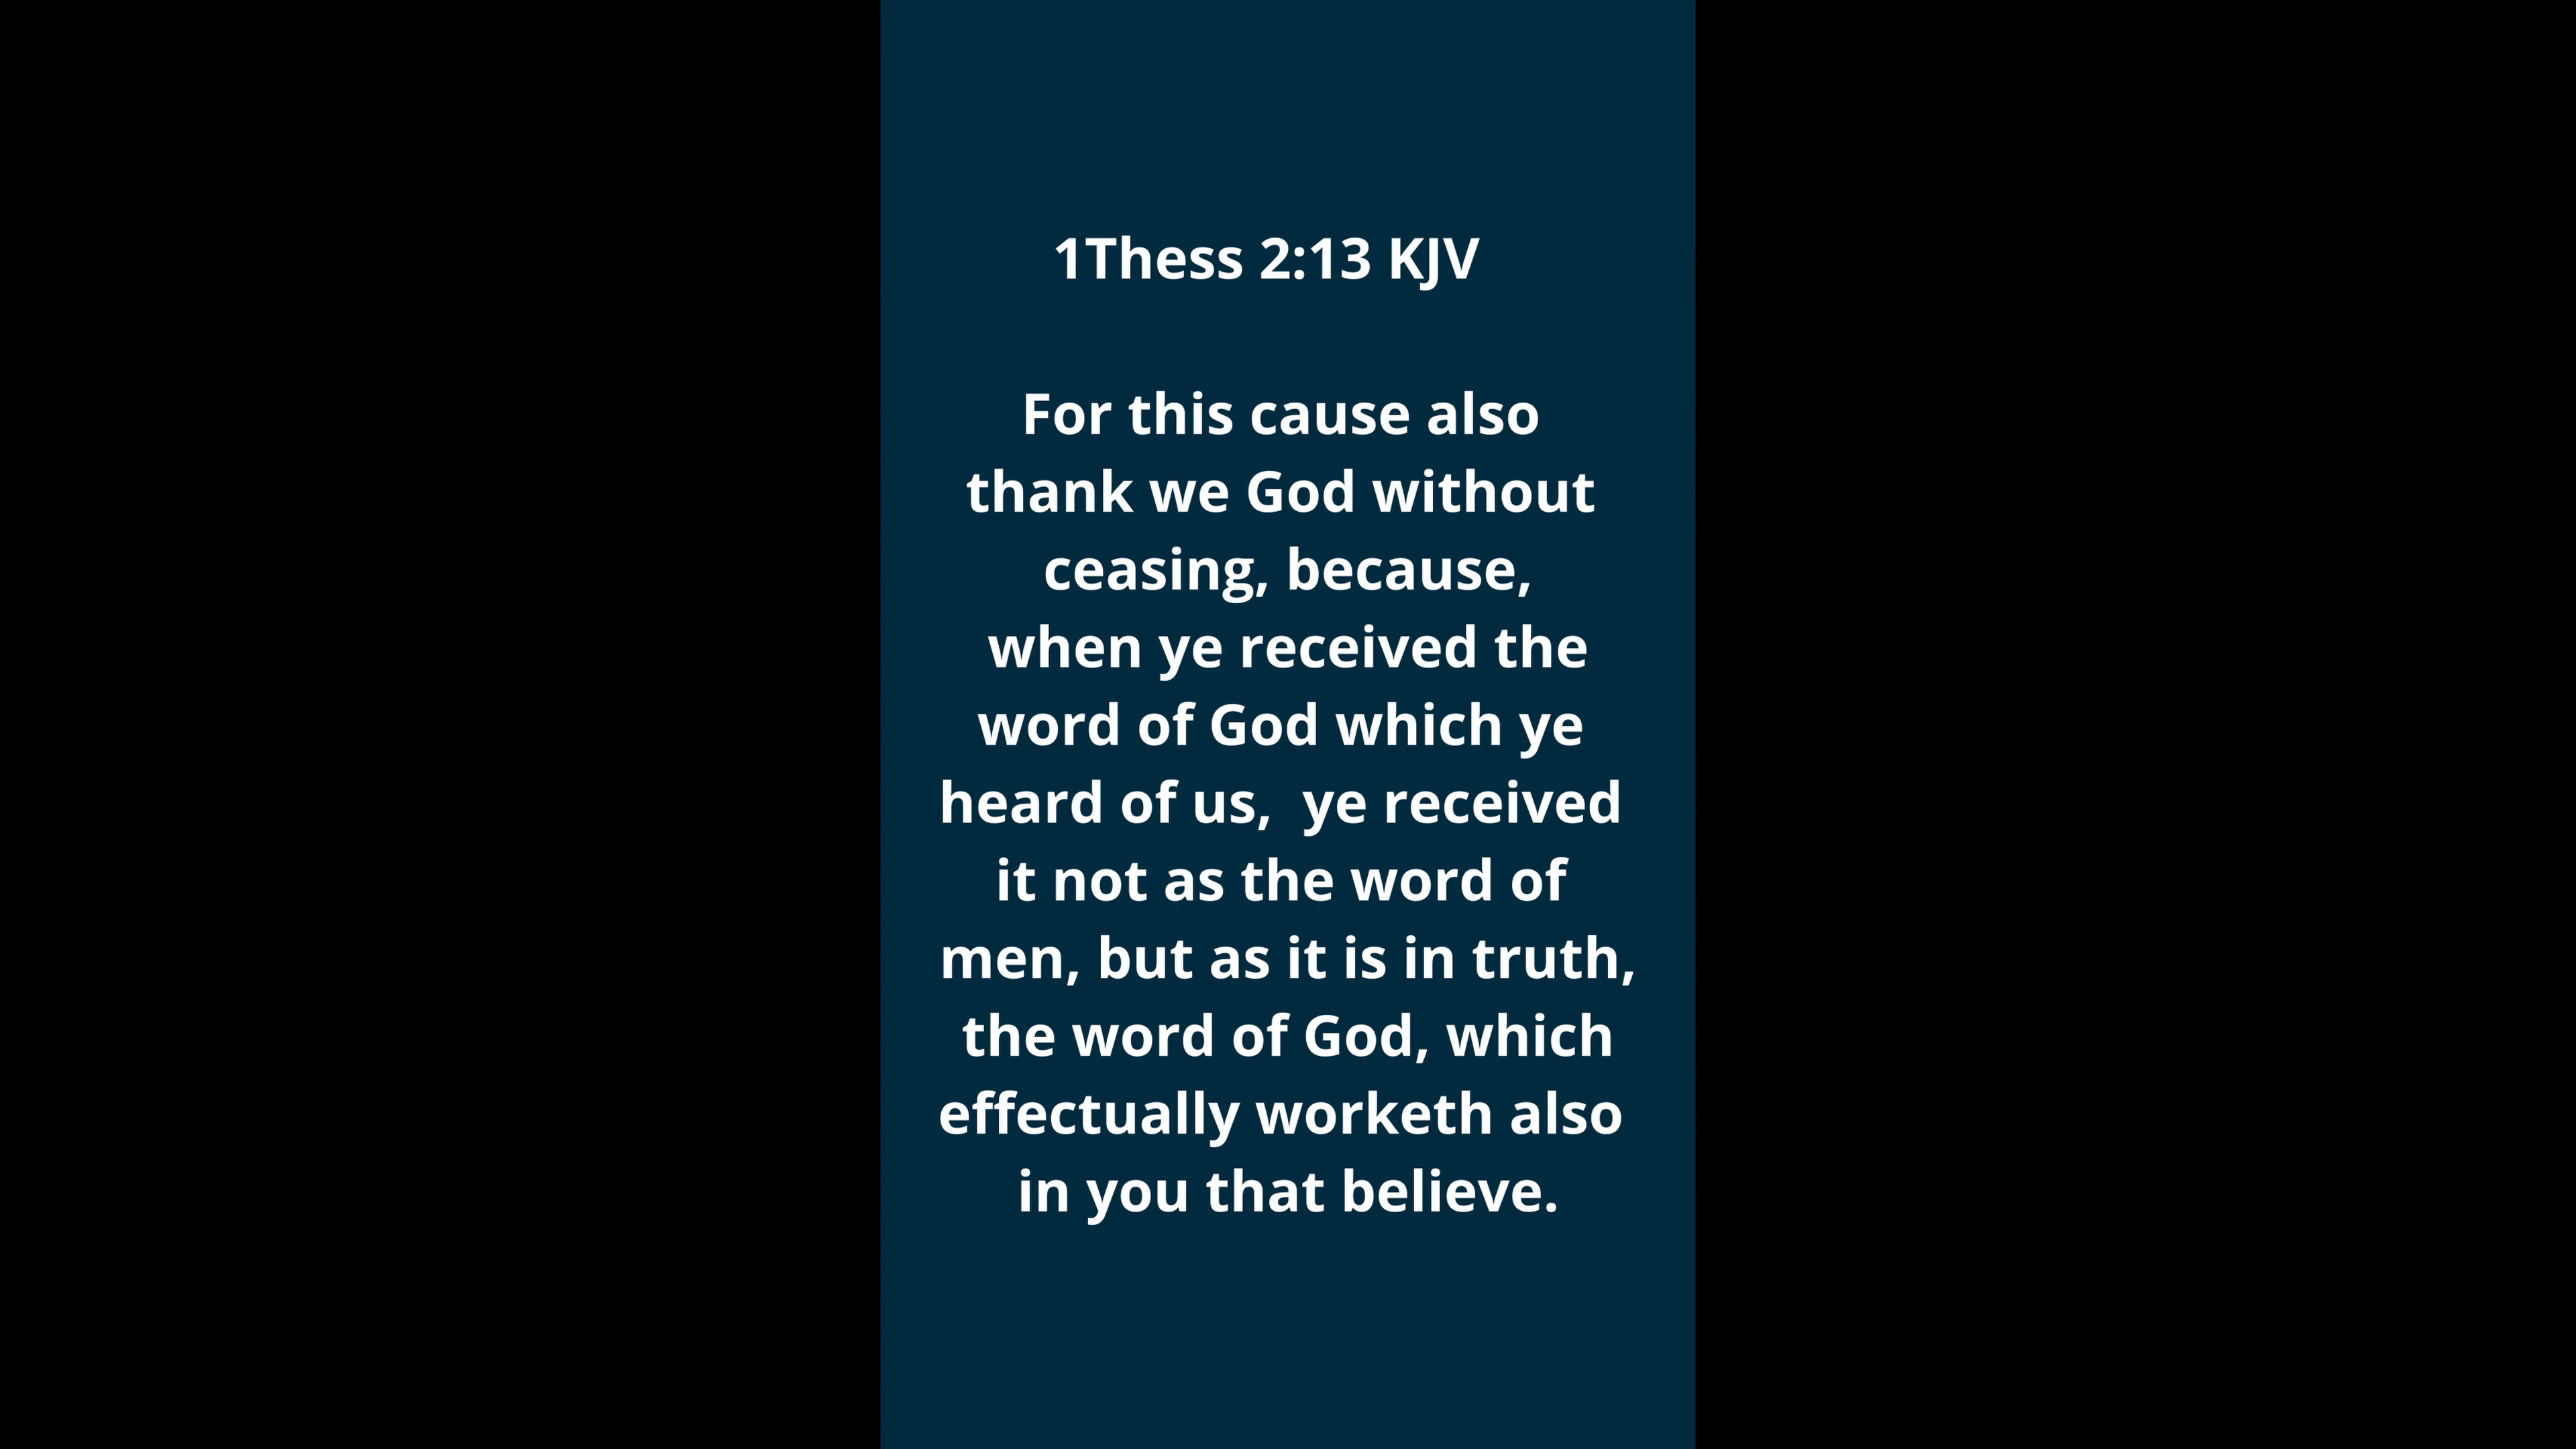 1Thess 2:13 KJV
For this cause also
thank we God without
ceasing, because,
when ye received the
word of God which ye
heard of us,  ye received
it not as the word of
men, but as it is in truth,
the word of God, which
effectually worketh also
in you that believe.